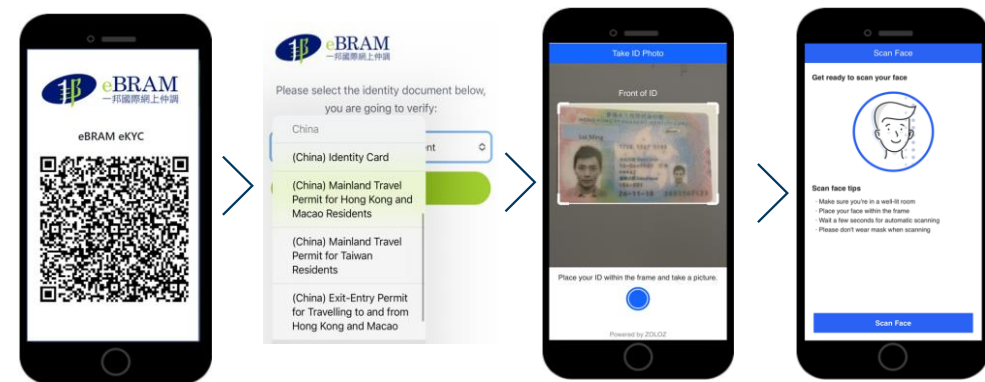 eBRAM
一邦國際網上仲調
eBRAM eKYC
eBRAM
一邦國際網上仲調
Please select the identity document below,
you are going to verify:
China
(China) Identity Card
(China) Mainland Travel
Permit for Hong Kong and
Macao Residents
(China) Mainland Travel
Permit for Taiwan
Residents
(China) Exit-Entry Permit
for Travelling to and from
Hong Kong and Macao
Take ID Photo
Front of ID
Place your ID within the frame and take a picture.
Powered by ZOLOZ
Scan Face
Get ready to scan your face
Scan face tips
· Make sure you're in a well-lit room
· Place your face within the frame
· Wait a few seconds for automatic scanning
· Please don't wear mask when scanning
Scan Face